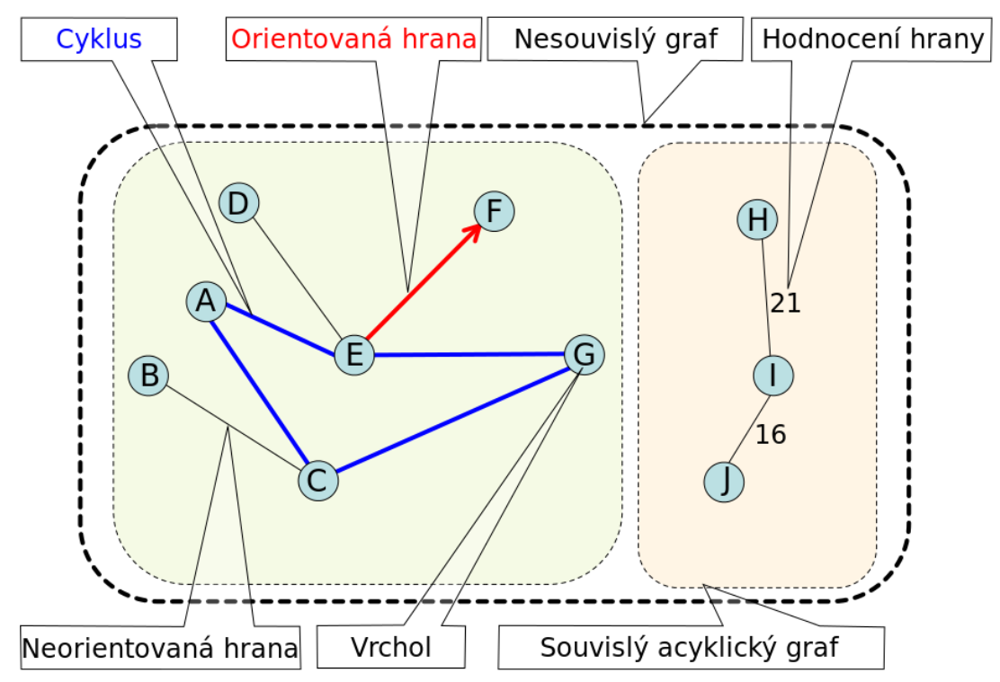 Cyklus
Orientovaná hrana
Nesouvislý graf
Hodnocení hrany
D
F
H
A
21
E
G
B
I
16
C
J
Neorientovaná hrana
Vrchol
Souvislý acyklický graf